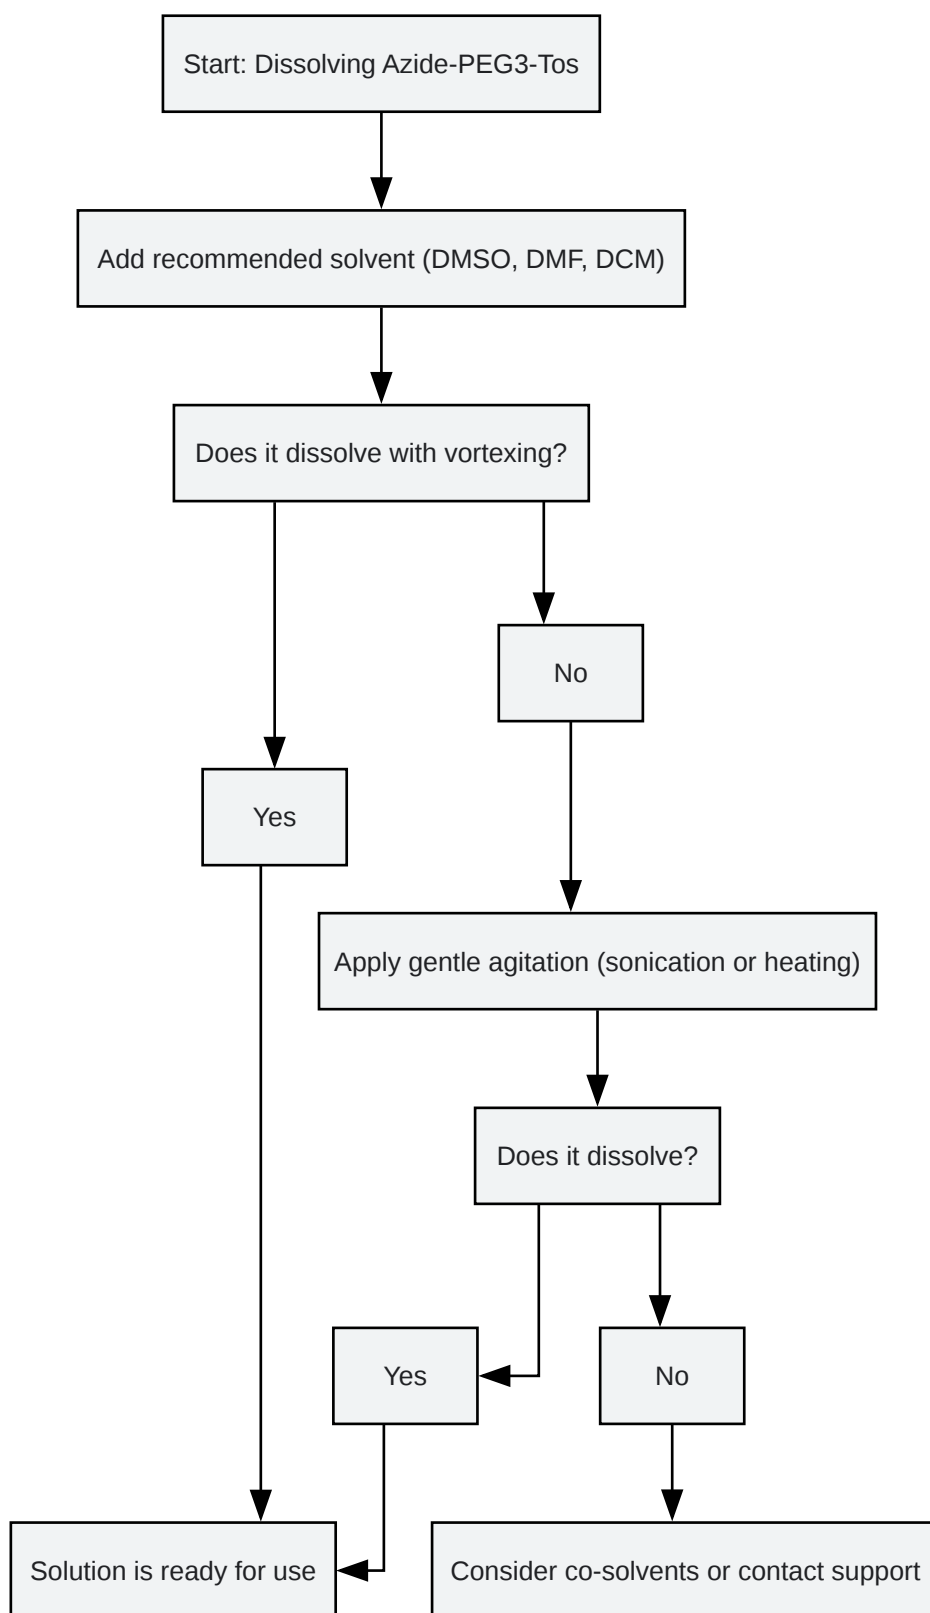 Start: Dissolving Azide-PEG3-Tos
Add recommended solvent (DMSO, DMF, DCM)
Does it dissolve with vortexing?
No
Yes
Apply gentle agitation (sonication or heating)
Does it dissolve?
Yes
No
Solution is ready for use
Consider co-solvents or contact support